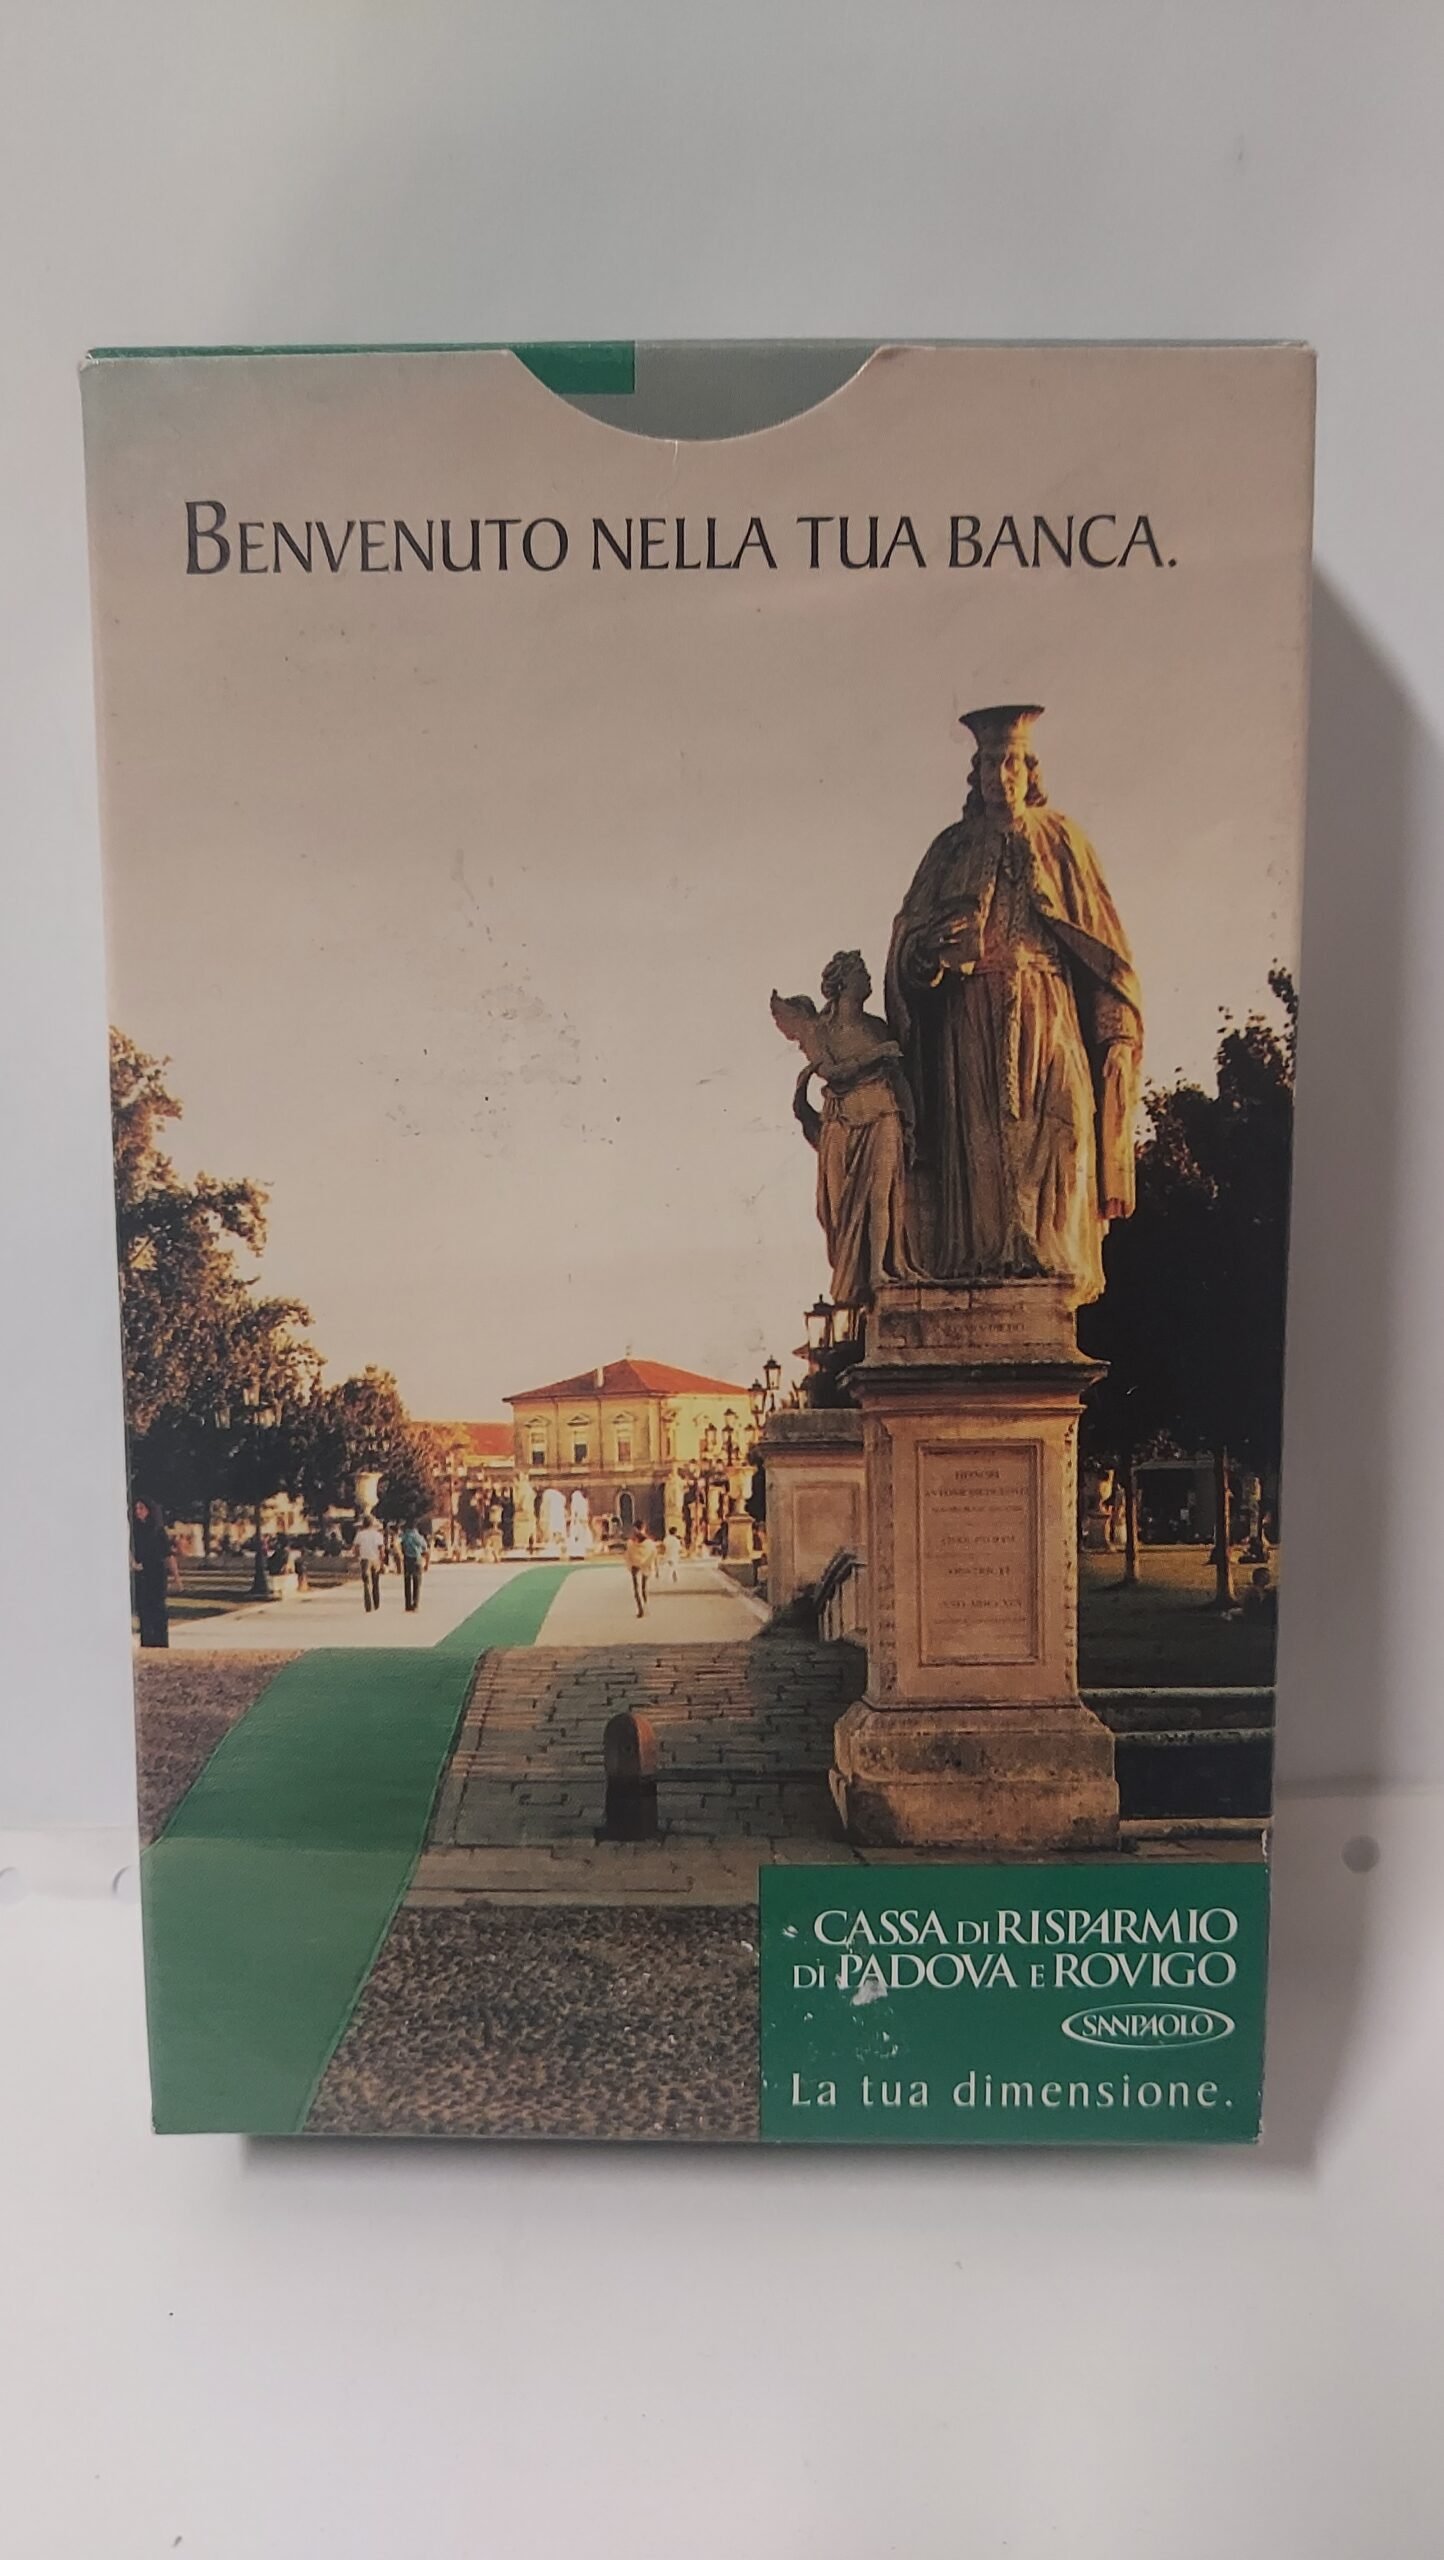 BENVENUTO NELLA TUA BANCA.
CASSA DI RISPARMIO
DI PADOVA E ROVIGO
SANPAOLO
La tua dimensione.